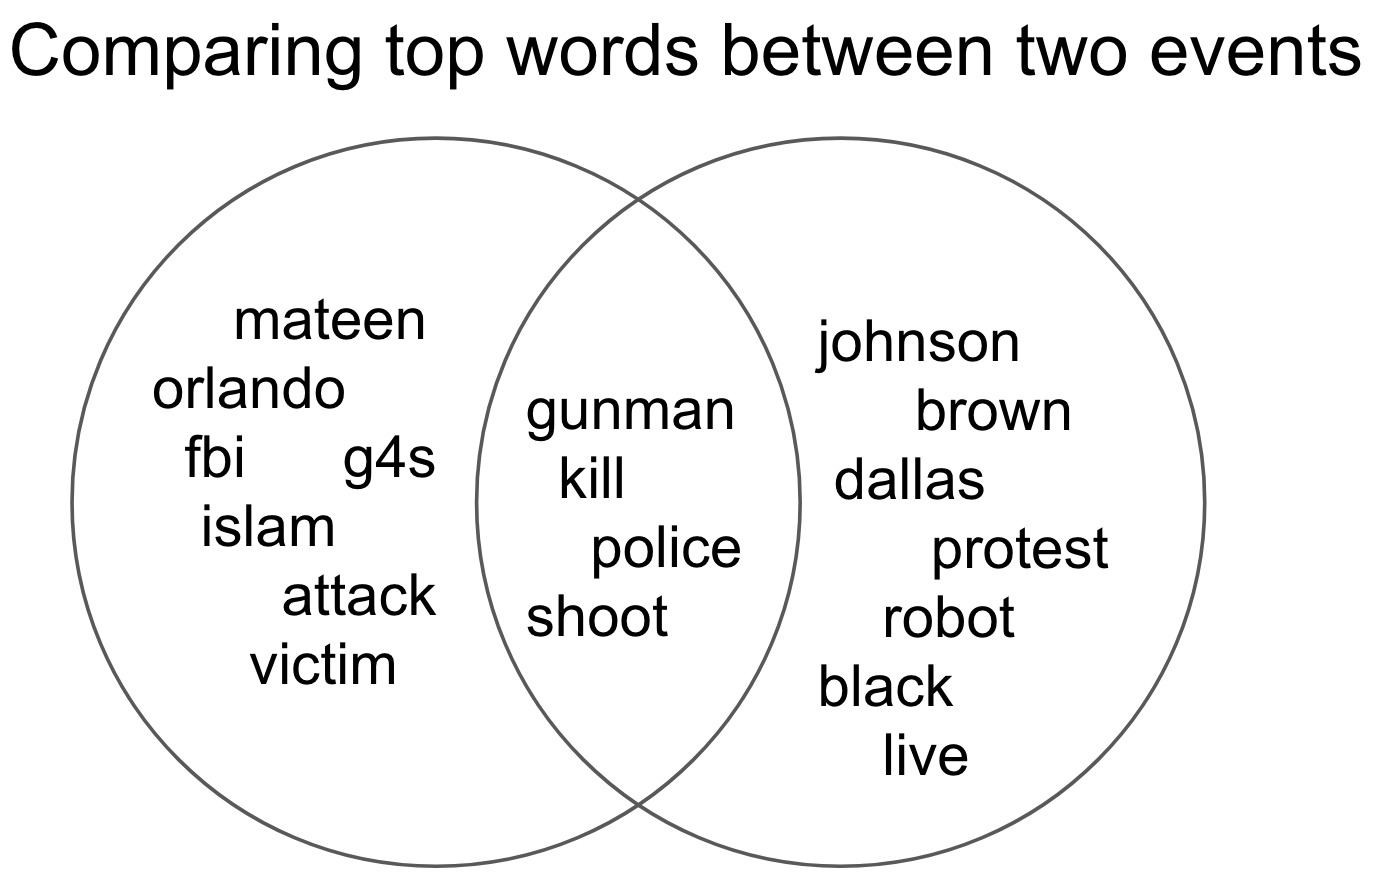 Comparing top words between two events
mateen
orlando
fbi g4s
islam
attack
victim
gunman
kill
police
shoot
johnson
brown
dallas
protest
robot
black
live